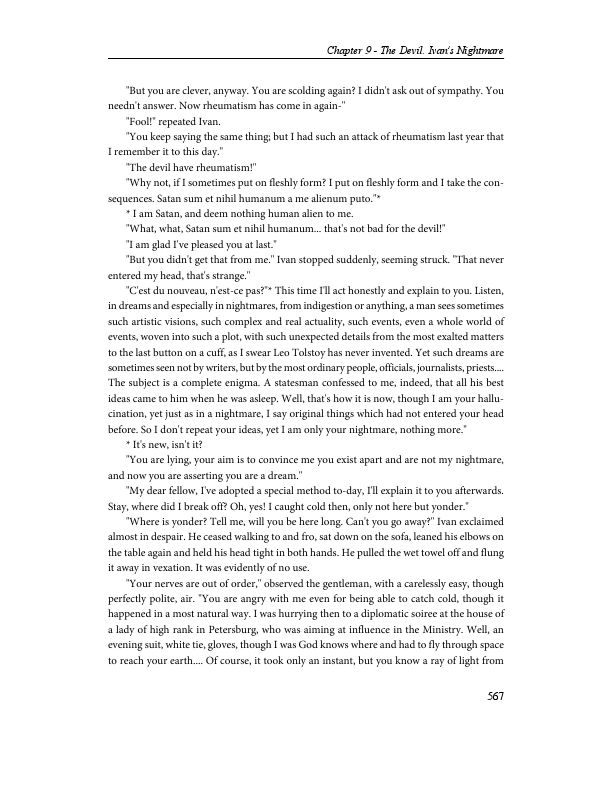 Chapter 9 - The Devil. Ivan's Nightmare
"But you are clever, anyway. You are scolding again? I didn't ask out of sympathy. You
needn't answer. Now rheumatism has come in again-"
"Fool!" repeated Ivan.
"You keep saying the same thing; but I had such an attack of rheumatism last year that
I remember it to this day."
"The devil have rheumatism!"
"Why not, if I sometimes put on fleshly form? I put on fleshly form and I take the con-
sequences. Satan sum et nihil humanum a me alienum puto."*
* I am Satan, and deem nothing human alien to me.
"What, what, Satan sum et nihil humanum... that's not bad for the devil!"
"I am glad I've pleased you at last."
"But you didn't get that from me." Ivan stopped suddenly, seeming struck. "That never
entered my head, that's strange."
"C'est du nouveau, n'est-ce pas?"* This time I'll act honestly and explain to you. Listen,
in dreams and especially in nightmares, from indigestion or anything, a man sees sometimes
such artistic visions, such complex and real actuality, such events, even a whole world of
events, woven into such a plot, with such unexpected details from the most exalted matters
to the last button on a cuff, as I swear Leo Tolstoy has never invented. Yet such dreams are
sometimes seen not by writers, but by the most ordinary people, officials, journalists, priests....
The subject is a complete enigma. A statesman confessed to me, indeed, that all his best
ideas came to him when he was asleep. Well, that's how it is now, though I am your hallu-
cination, yet just as in a nightmare, I say original things which had not entered your head
before. So I don't repeat your ideas, yet I am only your nightmare, nothing more."
* It's new, isn't it?
"You are lying, your aim is to convince me you exist apart and are not my nightmare,
and now you are asserting you are a dream."
"My dear fellow, I've adopted a special method to-day, I'll explain it to you afterwards.
Stay, where did I break off? Oh, yes! I caught cold then, only not here but yonder."
"Where is yonder? Tell me, will you be here long. Can't you go away?" Ivan exclaimed
almost in despair. He ceased walking to and fro, sat down on the sofa, leaned his elbows on
the table again and held his head tight in both hands. He pulled the wet towel off and flung
it away in vexation. It was evidently of no use.
"Your nerves are out of order," observed the gentleman, with a carelessly easy, though
perfectly polite, air. "You are angry with me even for being able to catch cold, though it
happened in a most natural way. I was hurrying then to a diplomatic soiree at the house of
a lady of high rank in Petersburg, who was aiming at influence in the Ministry. Well, an
evening suit, white tie, gloves, though I was God knows where and had to fly through space
to reach your earth.... Of course, it took only an instant, but you know a ray of light from
567